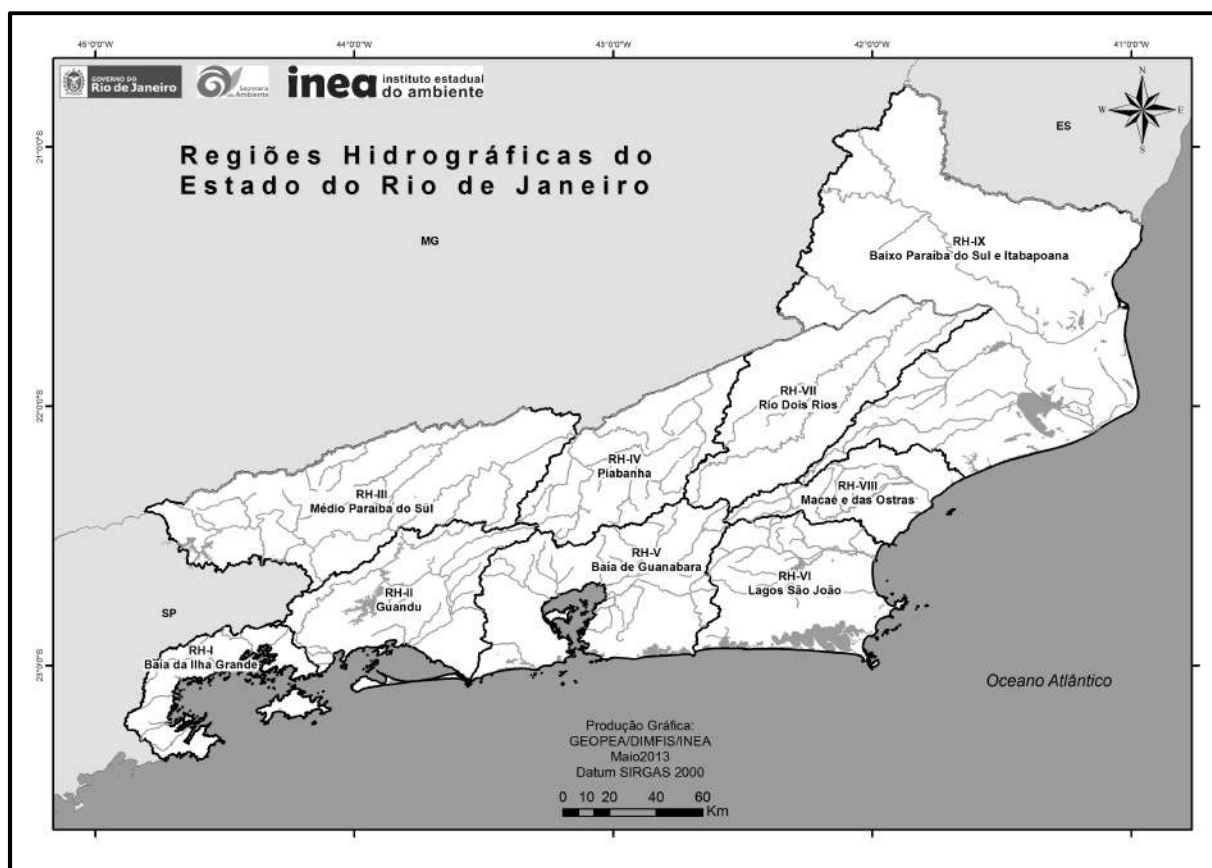 45°0'0"W 44°0'0"W 43°0'0"W 42°0'0"W 41°0'0"W
GOVERNO DO
Rio de Janeiro
Secretaria
do Ambiente
inea instituto estadual
do ambiente
N
W E
S
Regiões Hidrográficas do
Estado do Rio de Janeiro
21°0'0"S
22°0'0"S
23°0'0"S
ES
MG
SP
RH-IX
Baixo Paraíba do Sul e Itabapoana
RH-VII
Rio Dois Rios
RH-IV
Piabanha
RH-III
Médio Paraíba do Sul
RH-VIII
Macaé e das Ostras
RH-V
Baia de Guanabara
RH-VI
Lagos São João
RH-II
Guandu
RH-I
Baia da Ilha Grande
Oceano Atlântico
Produção Gráfica:
GEOPEA/DIMFIS/INEA
Maio2013
Datum SIRGAS 2000
0 10 20 40 60
Km